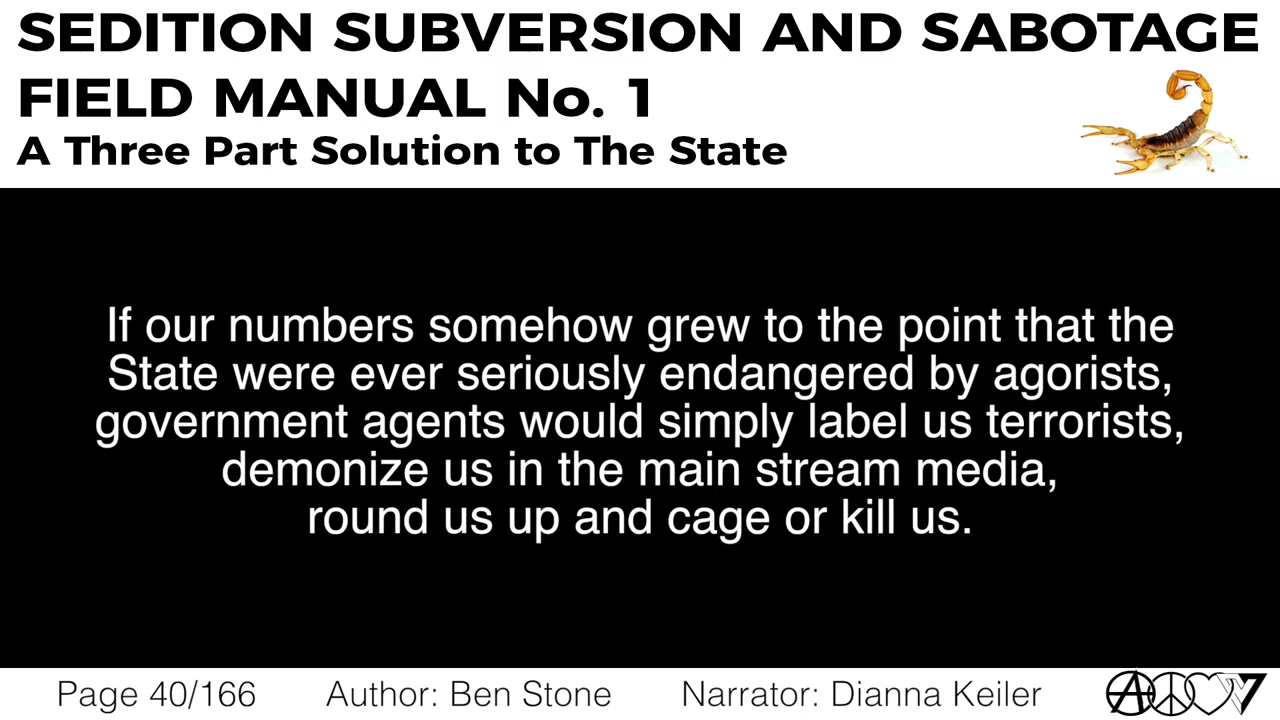 SEDITION SUBVERSION AND SABOTAGE
FIELD MANUAL No. 1
A Three Part Solution to The State
If our numbers somehow grew to the point that the
State were ever seriously endangered by agorists,
government agents would simply label us terrorists,
demonize us in the main stream media,
round us up and cage or kill us.
Page 40/166 Author: Ben Stone Narrator: Dianna Keiler